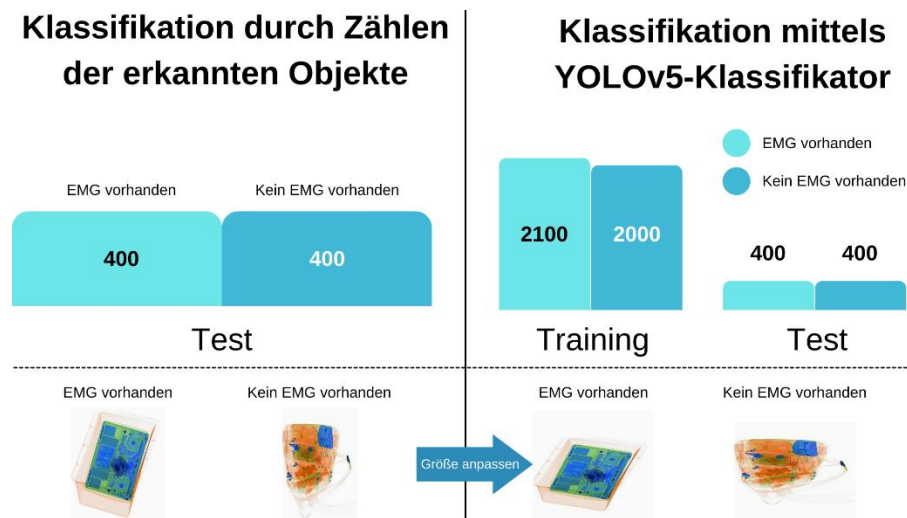 Klassifikation durch Zählen
der erkannten Objekte
EMG vorhanden
Kein EMG vorhanden
400
400
Test
EMG vorhanden
Kein EMG vorhanden
Klassifikation mittels
YOLOv5-Klassifikator
EMG vorhanden
Kein EMG vorhanden
2100
2000
400
400
Training
Test
Größe anpassen
EMG vorhanden
Kein EMG vorhanden